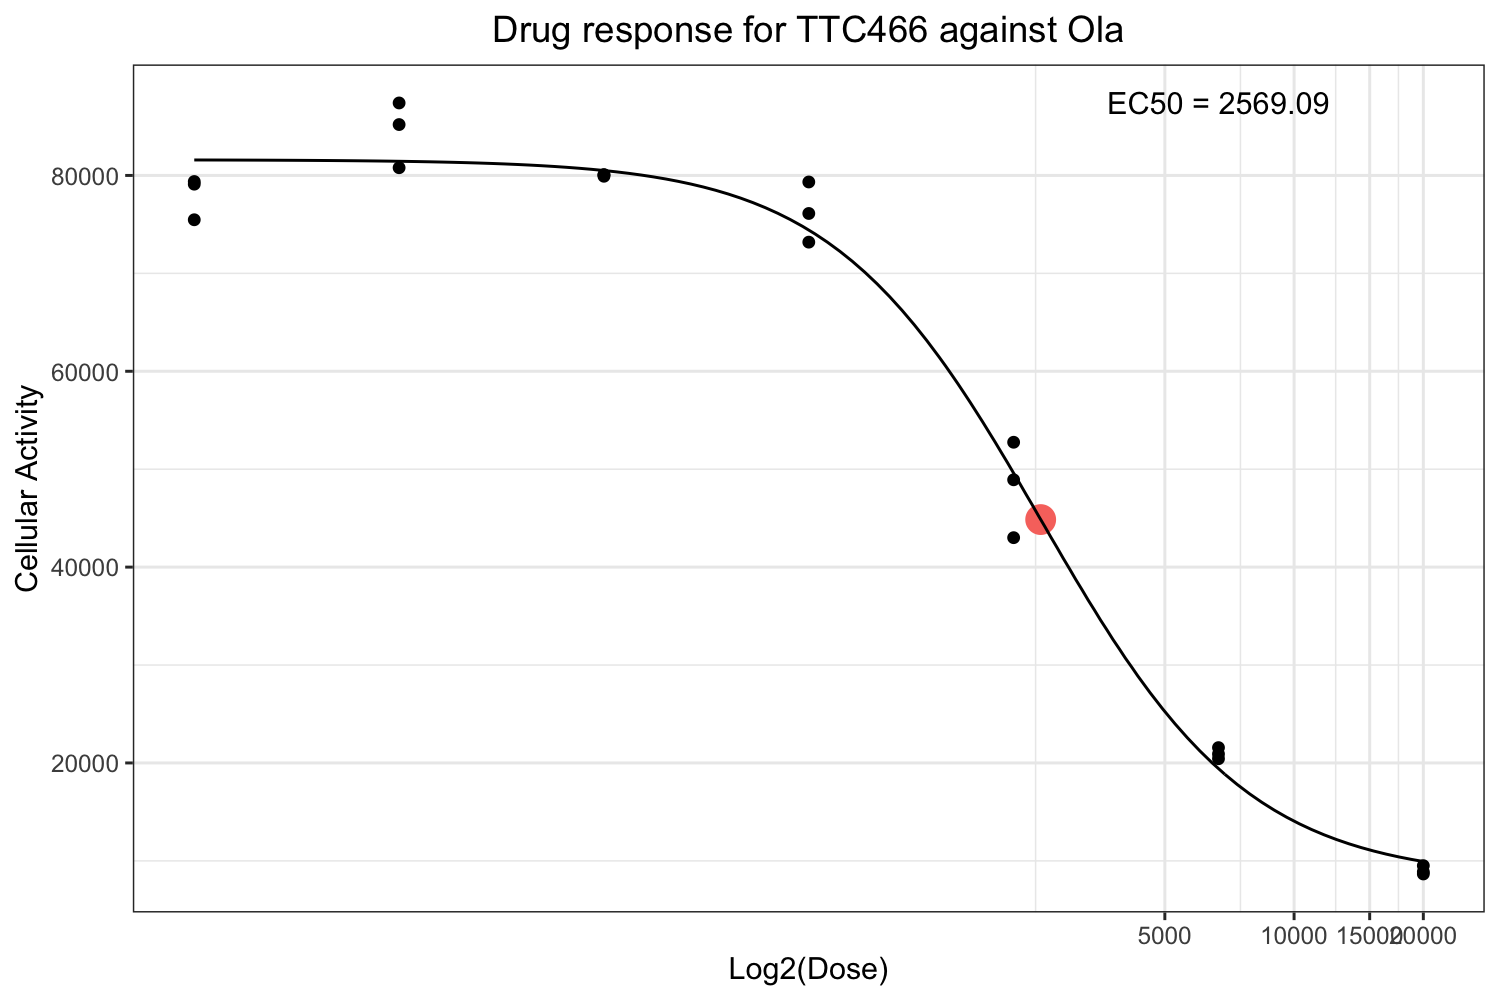 Drug response for TTC466 against Ola
EC50 = 2569.09
80000
60000
40000
20000
Cellular Activity
5000 10000 15000 20000
Log2(Dose)